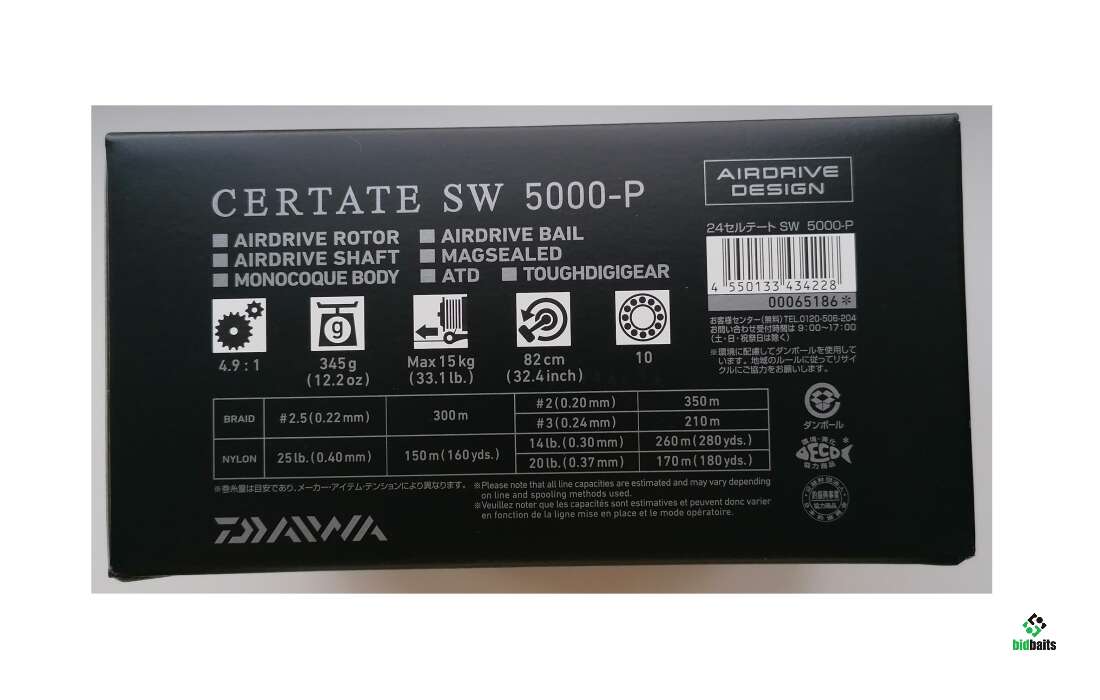 CERTATE SW 5000-P
AIRDRIVE DESIGN
AIRDRIVE ROTOR
AIRDRIVE BAIL
AIRDRIVE SHAFT
MAGSEALED
MONOCOQUE BODY
ATD
TOUGHDIGIGEAR
24セルテート SW 5000-P
4 550133 434228
00065186*
お客様センター(無料)TEL.0120-506-204
お問い合わせ受付時間は 9:00~17:00
(土・日・祝祭日は除く)
※環境に配慮してダンボールを使用して
います。地域のルールに従ってリサイ
クルにご協力をお願いします。
g
4.9 : 1
345g
(12.2oz)
Max 15kg
(33.1 lb.)
82cm
(32.4inch)
10
BRAID #2.5(0.22mm) 300m #2(0.20mm) 350m
#3(0.24mm) 210m
NYLON 25lb.(0.40mm) 150m(160yds.) 14lb.(0.30mm) 260m(280yds.)
20lb.(0.37mm) 170m(180yds.)
※巻糸量は目安であり、メーカー・アイテム・テンションにより異なります。
※Please note that all line capacities are estimated and may vary depending
on line and spooling methods used.
※Veuillez noter que les capacités sont estimatives et peuvent donc varier
en fonction de la ligne mise en place et le mode opératoire.
DAIWA
ダンボール
環境・美化
ECO
協力商品
bidbaits